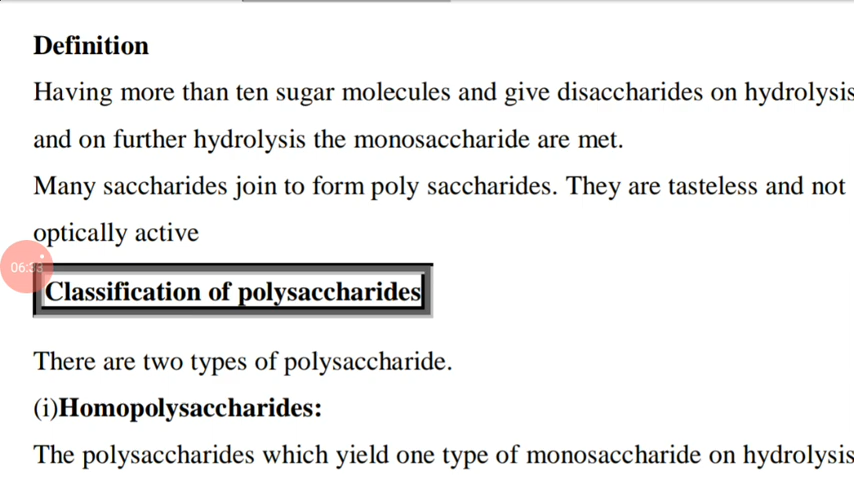 Definition
Having more than ten sugar molecules and give disaccharides on hydrolysis
and on further hydrolysis the monosaccharide are met.
Many saccharides join to form poly saccharides. They are tasteless and not
optically active
Classification of polysaccharides
There are two types of polysaccharide.
(i)Homopolysaccharides:
The polysaccharides which yield one type of monosaccharide on hydrolysis